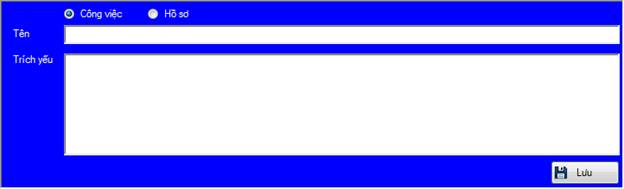 Công việc Hồ sơ
Tên
Trích yếu
Lưu